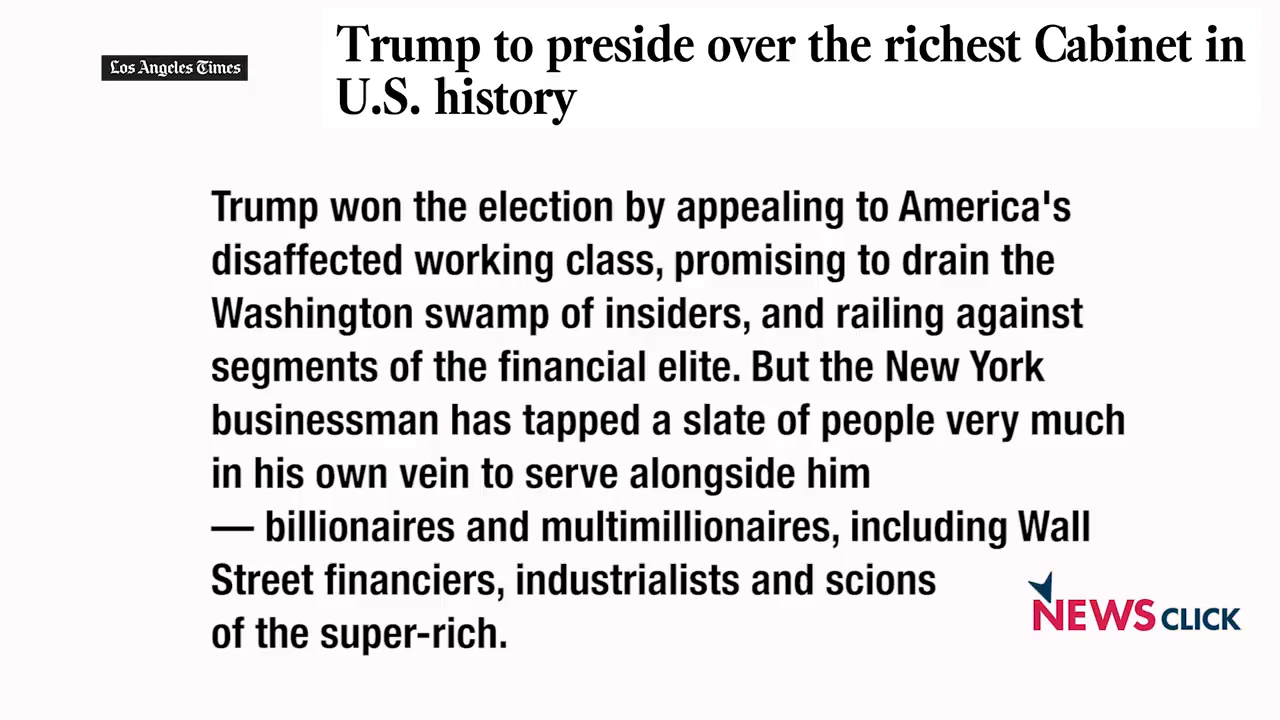 Los Angeles Times
Trump to preside over the richest Cabinet in
U.S. history
Trump won the election by appealing to America's
disaffected working class, promising to drain the
Washington swamp of insiders, and railing against
segments of the financial elite. But the New York
businessman has tapped a slate of people very much
in his own vein to serve alongside him
— billionaires and multimillionaires, including Wall
Street financiers, industrialists and scions
of the super-rich.
NEWSCLICK